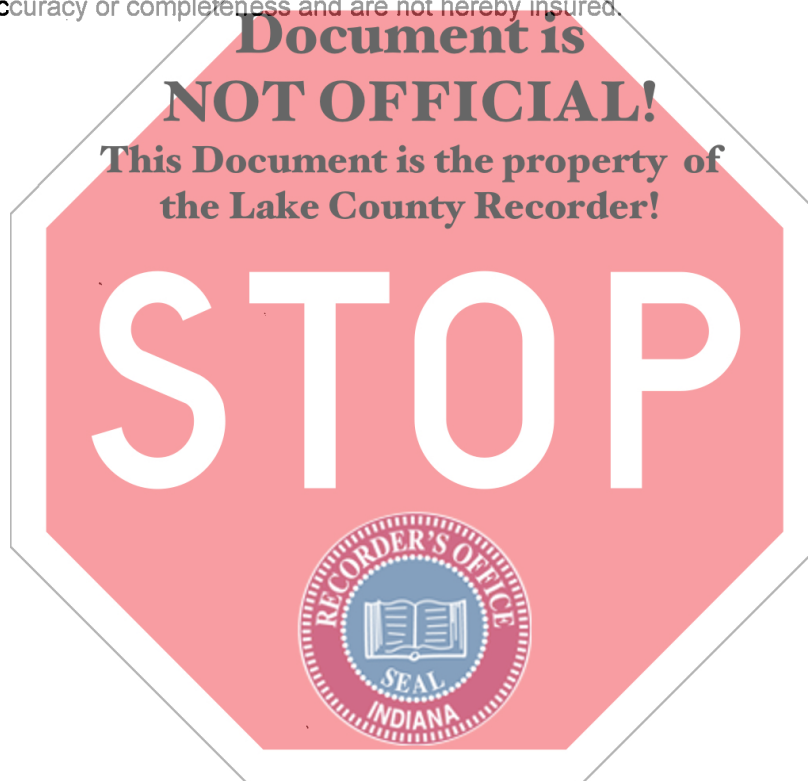 ccuracy or completeness and are not hereby insured.
Document is
NOT OFFICIAL!
This Document is the property of
the Lake County Recorder!
STOP
RECORDER'S OFFICE
SEAL
INDIANA